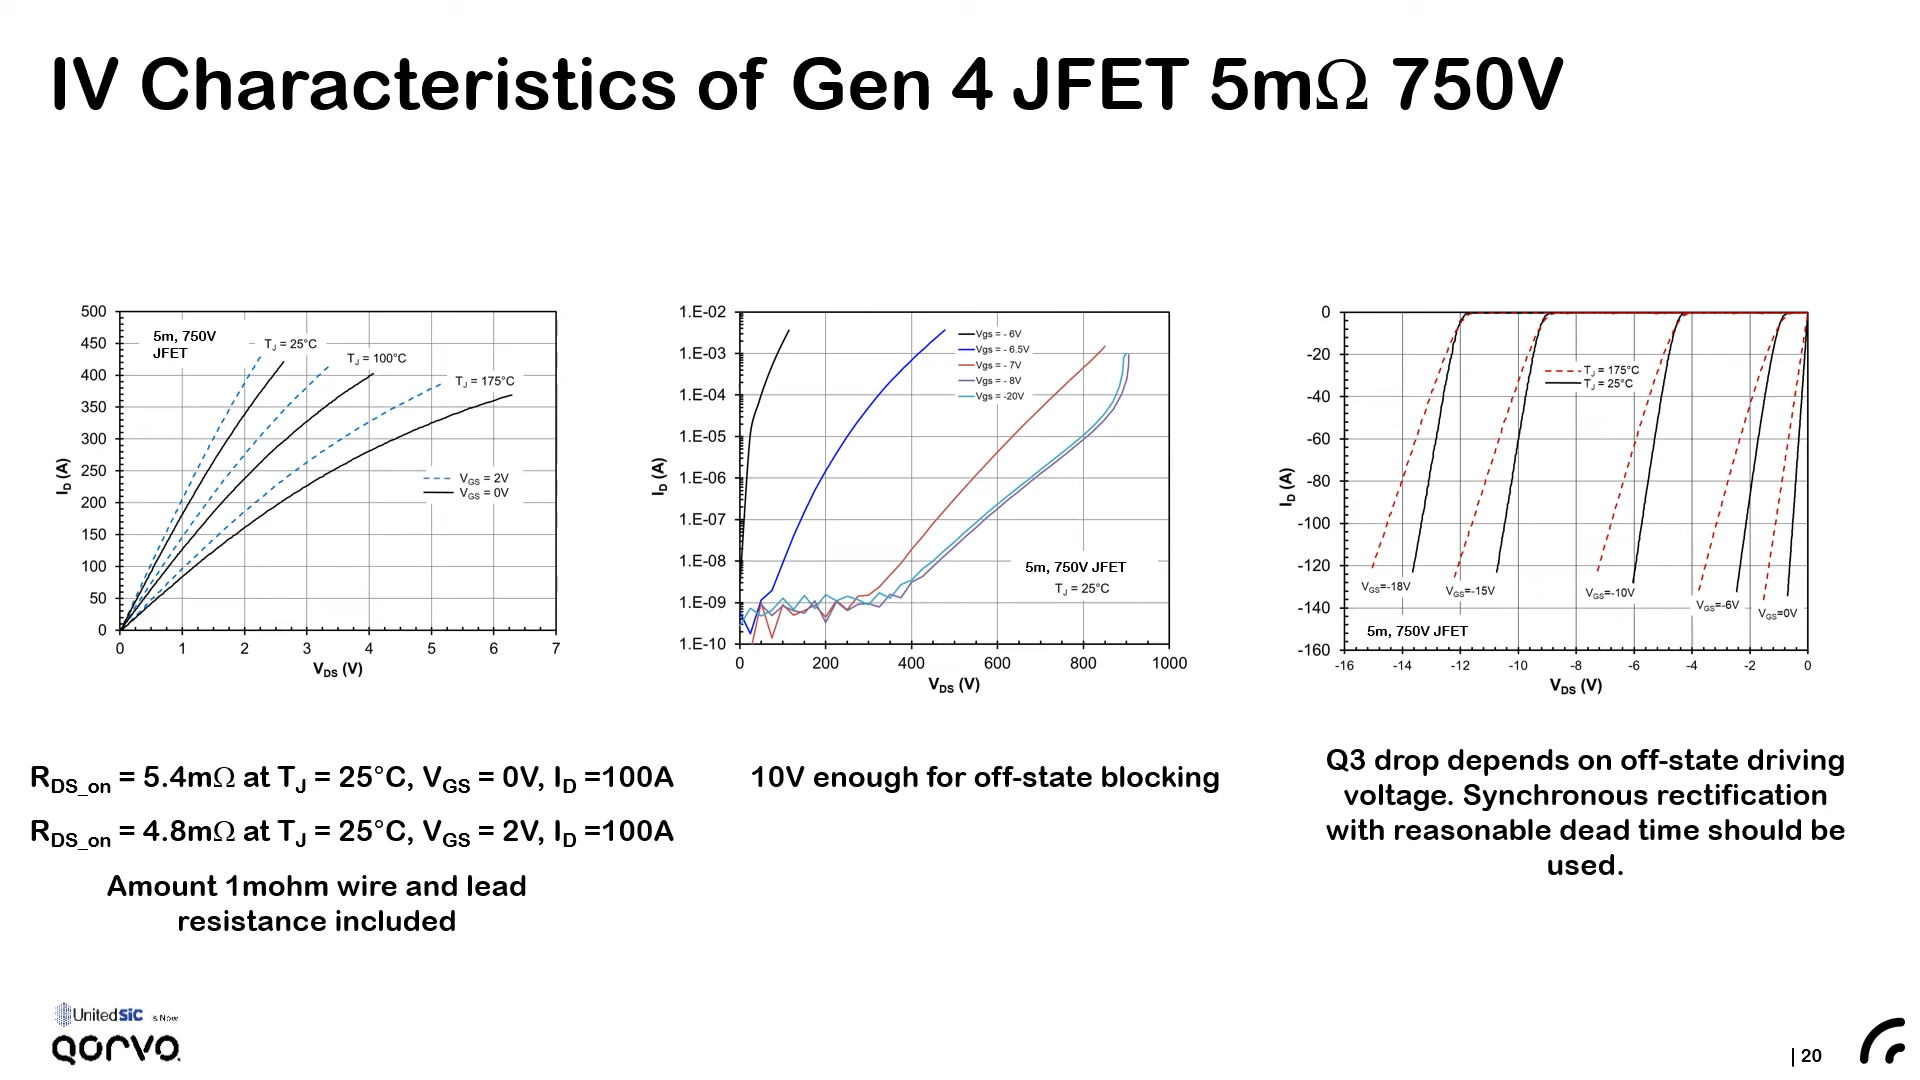 IV Characteristics of Gen 4 JFET 5mΩ 750V
500
450
400
350
300
250
200
150
100
50
0
I_D (A)
5m, 750V
JFET
T_J = 25°C
T_J = 100°C
T_J = 175°C
V_GS = 2V
V_GS = 0V
0 1 2 3 4 5 6 7
V_DS (V)
1.E-02
1.E-03
1.E-04
1.E-05
1.E-06
1.E-07
1.E-08
1.E-09
1.E-10
I_D (A)
Vgs = - 6V
Vgs = - 6.5V
Vgs = - 7V
Vgs = - 8V
Vgs = -20V
5m, 750V JFET
T_J = 25°C
0 200 400 600 800 1000
V_DS (V)
0
-20
-40
-60
-80
-100
-120
-140
-160
I_D (A)
T_J = 175°C
T_J = 25°C
V_GS=-18V
V_GS=-15V
V_GS=-10V
V_GS=-6V
V_GS=0V
5m, 750V JFET
-16 -14 -12 -10 -8 -6 -4 -2 0
V_DS (V)
R_DS_on = 5.4mΩ at T_J = 25°C, V_GS = 0V, I_D =100A
R_DS_on = 4.8mΩ at T_J = 25°C, V_GS = 2V, I_D =100A
Amount 1mohm wire and lead
resistance included
10V enough for off-state blocking
Q3 drop depends on off-state driving
voltage. Synchronous rectification
with reasonable dead time should be
used.
UnitedSiC is Now
QORVO
| 20